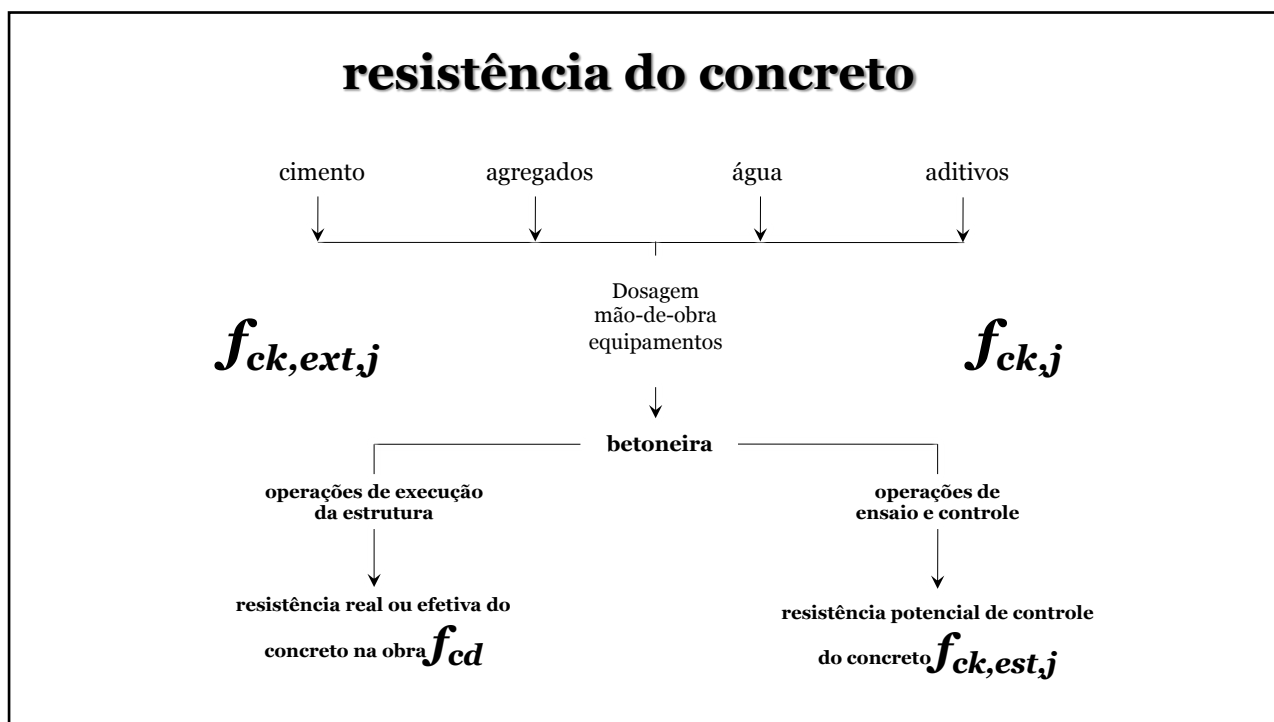 resistência do concreto
cimento agregados água aditivos
Dosagem
mão-de-obra
equipamentos
fck,ext,j
fck,j
betoneira
operações de execução
da estrutura
operações de
ensaio e controle
resistência real ou efetiva do
concreto na obra fcd
resistência potencial de controle
do concreto fck,est,j